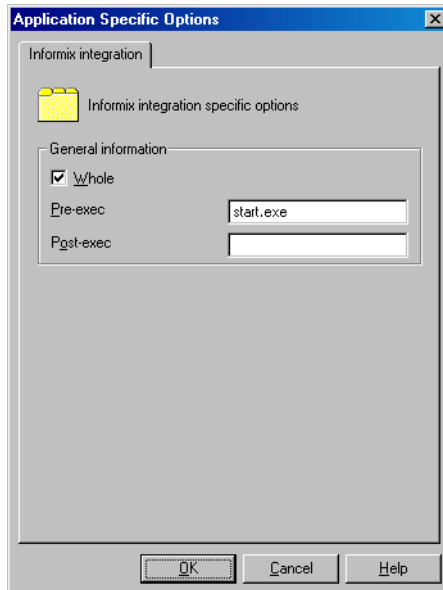 Application Specific Options
Informix integration
Informix integration specific options
General information
Whole
Pre-exec
start.exe
Post-exec
OK
Cancel
Help